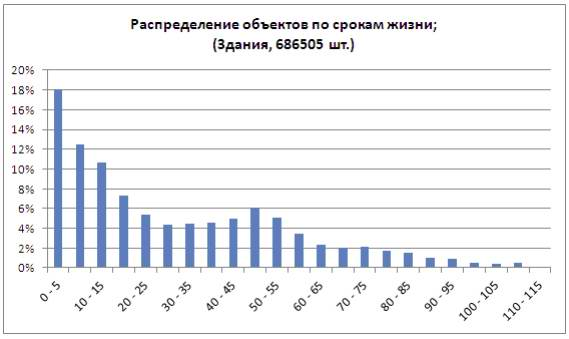 Распределение объектов по срокам жизни;
(Здания, 686505 шт.)
20%
18%
16%
14%
12%
10%
8%
6%
4%
2%
0%
0 - 5
10 - 15
20 - 25
30 - 35
40 - 45
50 - 55
60 - 65
70 - 75
80 - 85
90 - 95
100 - 105
110 - 115